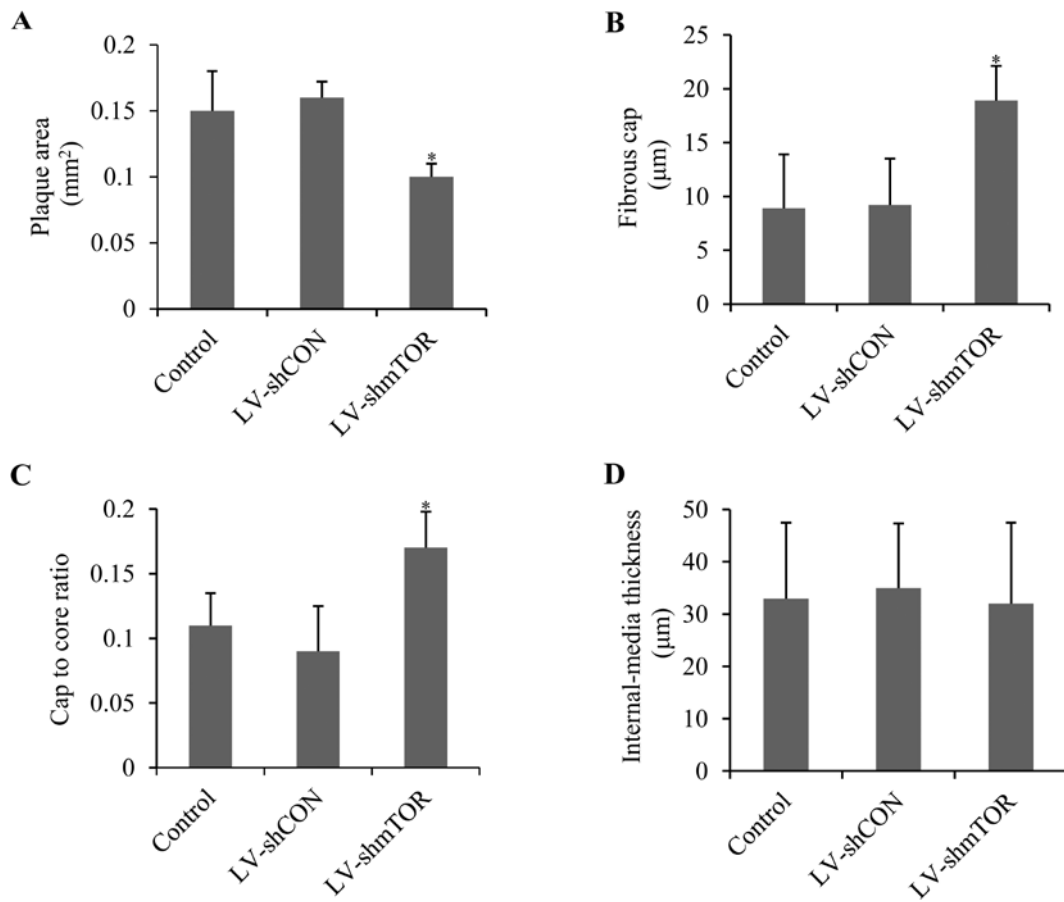 A
Plaque area
(mm²)
0.2
0.15
0.1
0.05
0
*
Control
LV-shCON
LV-shmTOR
B
Fibrous cap
(μm)
25
20
15
10
5
0
*
Control
LV-shCON
LV-shmTOR
C
Cap to core ratio
0.2
0.15
0.1
0.05
0
*
Control
LV-shCON
LV-shmTOR
D
Internal-media thickness
(μm)
50
40
30
20
10
0
Control
LV-shCON
LV-shmTOR